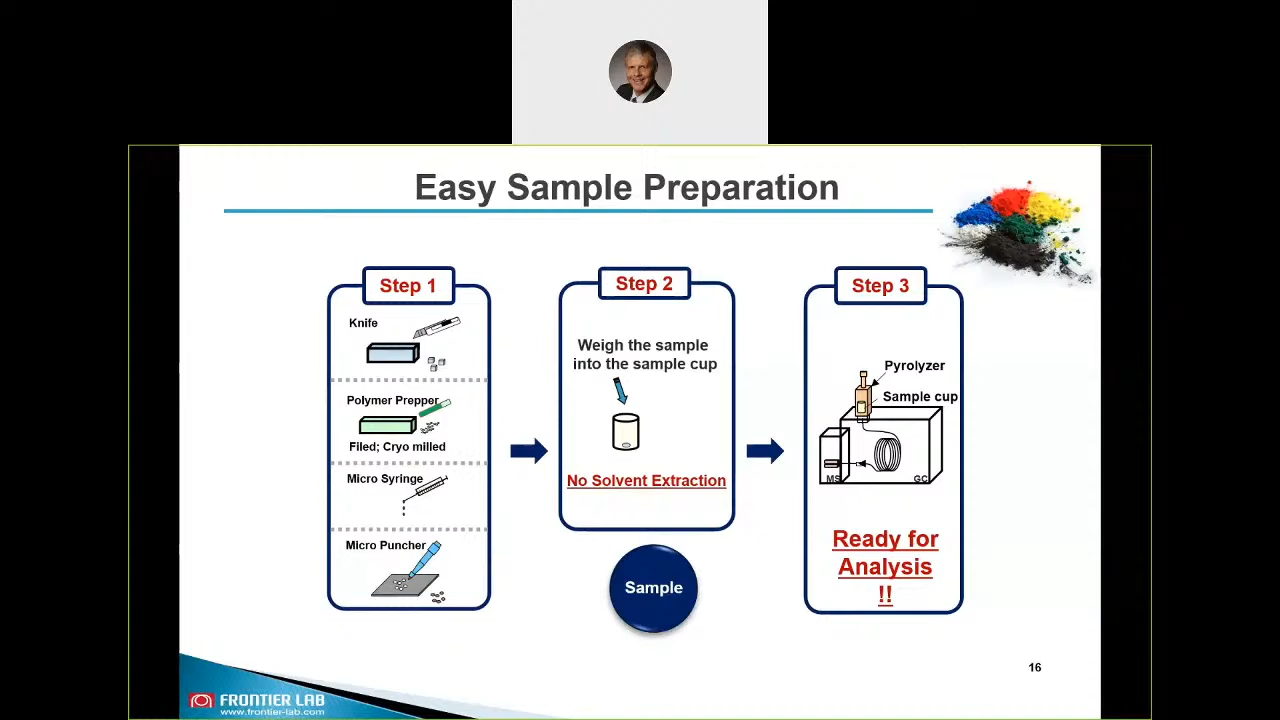 Easy Sample Preparation
Step 1
Knife
Polymer Prepper
Filed; Cryo milled
Micro Syringe
Micro Puncher
Step 2
Weigh the sample
into the sample cup
No Solvent Extraction
Sample
Step 3
Pyrolyzer
Sample cup
MS
GC
Ready for
Analysis
!!
16
FRONTIER LAB
www.frontier-lab.com